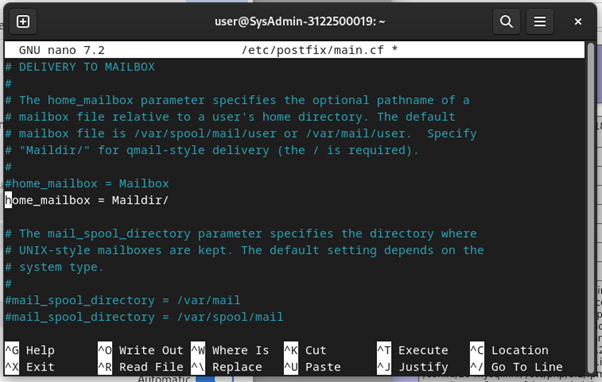 user@SysAdmin-3122500019: ~
GNU nano 7.2 /etc/postfix/main.cf *
# DELIVERY TO MAILBOX
#
# The home_mailbox parameter specifies the optional pathname of a
# mailbox file relative to a user's home directory. The default
# mailbox file is /var/spool/mail/user or /var/mail/user.  Specify
# "Maildir/" for qmail-style delivery (the / is required).
#
#home_mailbox = Mailbox
home_mailbox = Maildir/
# The mail_spool_directory parameter specifies the directory where
# UNIX-style mailboxes are kept. The default setting depends on the
# system type.
#
#mail_spool_directory = /var/mail
#mail_spool_directory = /var/spool/mail
^G Help ^O Write Out ^W Where Is ^K Cut ^T Execute ^C Location
^X Exit ^R Read File ^\ Replace ^U Paste ^J Justify ^/ Go To Line
Automatic